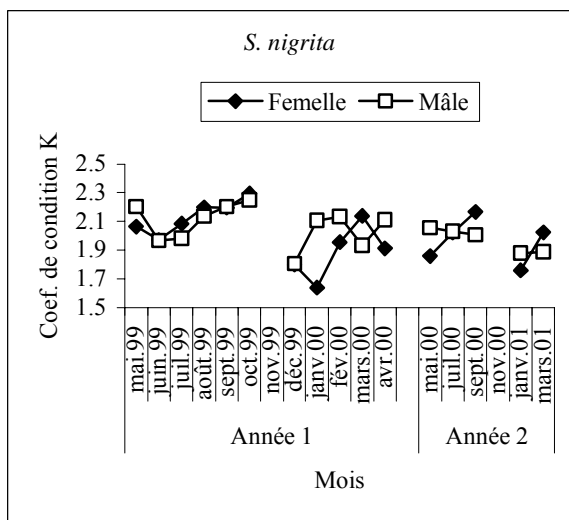 S. nigrita
Femelle Mâle
Coef. de condition K
2.5
2.3
2.1
1.9
1.7
1.5
mai.99
juin.99
juil.99
août.99
sept.99
oct.99
nov.99
déc.99
janv.00
fév.00
mars.00
avr.00
mai.00
juil.00
sept.00
nov.00
janv.01
mars.01
Année 1 Année 2
Mois